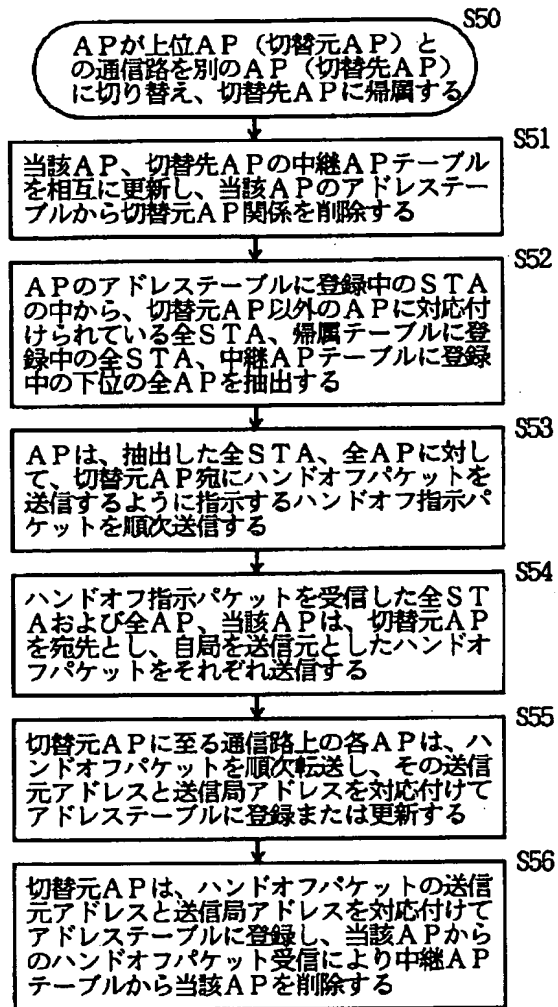 S50
APが上位AP（切替元AP）と
の通信路を別のAP（切替先AP）
に切り替え、切替先APに帰属する
S51
当該AP、切替先APの中継APテーブル
を相互に更新し、当該APのアドレステー
ブルから切替元AP関係を削除する
S52
APのアドレステーブルに登録中のSTA
の中から、切替元AP以外のAPに対応付
けられている全STA、帰属テーブルに登
録中の全STA、中継APテーブルに登録
中の下位の全APを抽出する
S53
APは、抽出した全STA、全APに対し
て、切替元AP宛にハンドオフパケットを
送信するように指示するハンドオフ指示パ
ケットを順次送信する
S54
ハンドオフ指示パケットを受信した全ST
Aおよび全AP、当該APは、切替元AP
を宛先とし、自局を送信元としたハンドオ
フパケットをそれぞれ送信する
S55
切替元APに至る通信路上の各APは、ハ
ンドオフパケットを順次転送し、その送信
元アドレスと送信局アドレスを対応付けて
アドレステーブルに登録または更新する
S56
切替元APは、ハンドオフパケットの送信
元アドレスと送信局アドレスを対応付けて
アドレステーブルに登録し、当該APから
のハンドオフパケット受信により中継AP
テーブルから当該APを削除する